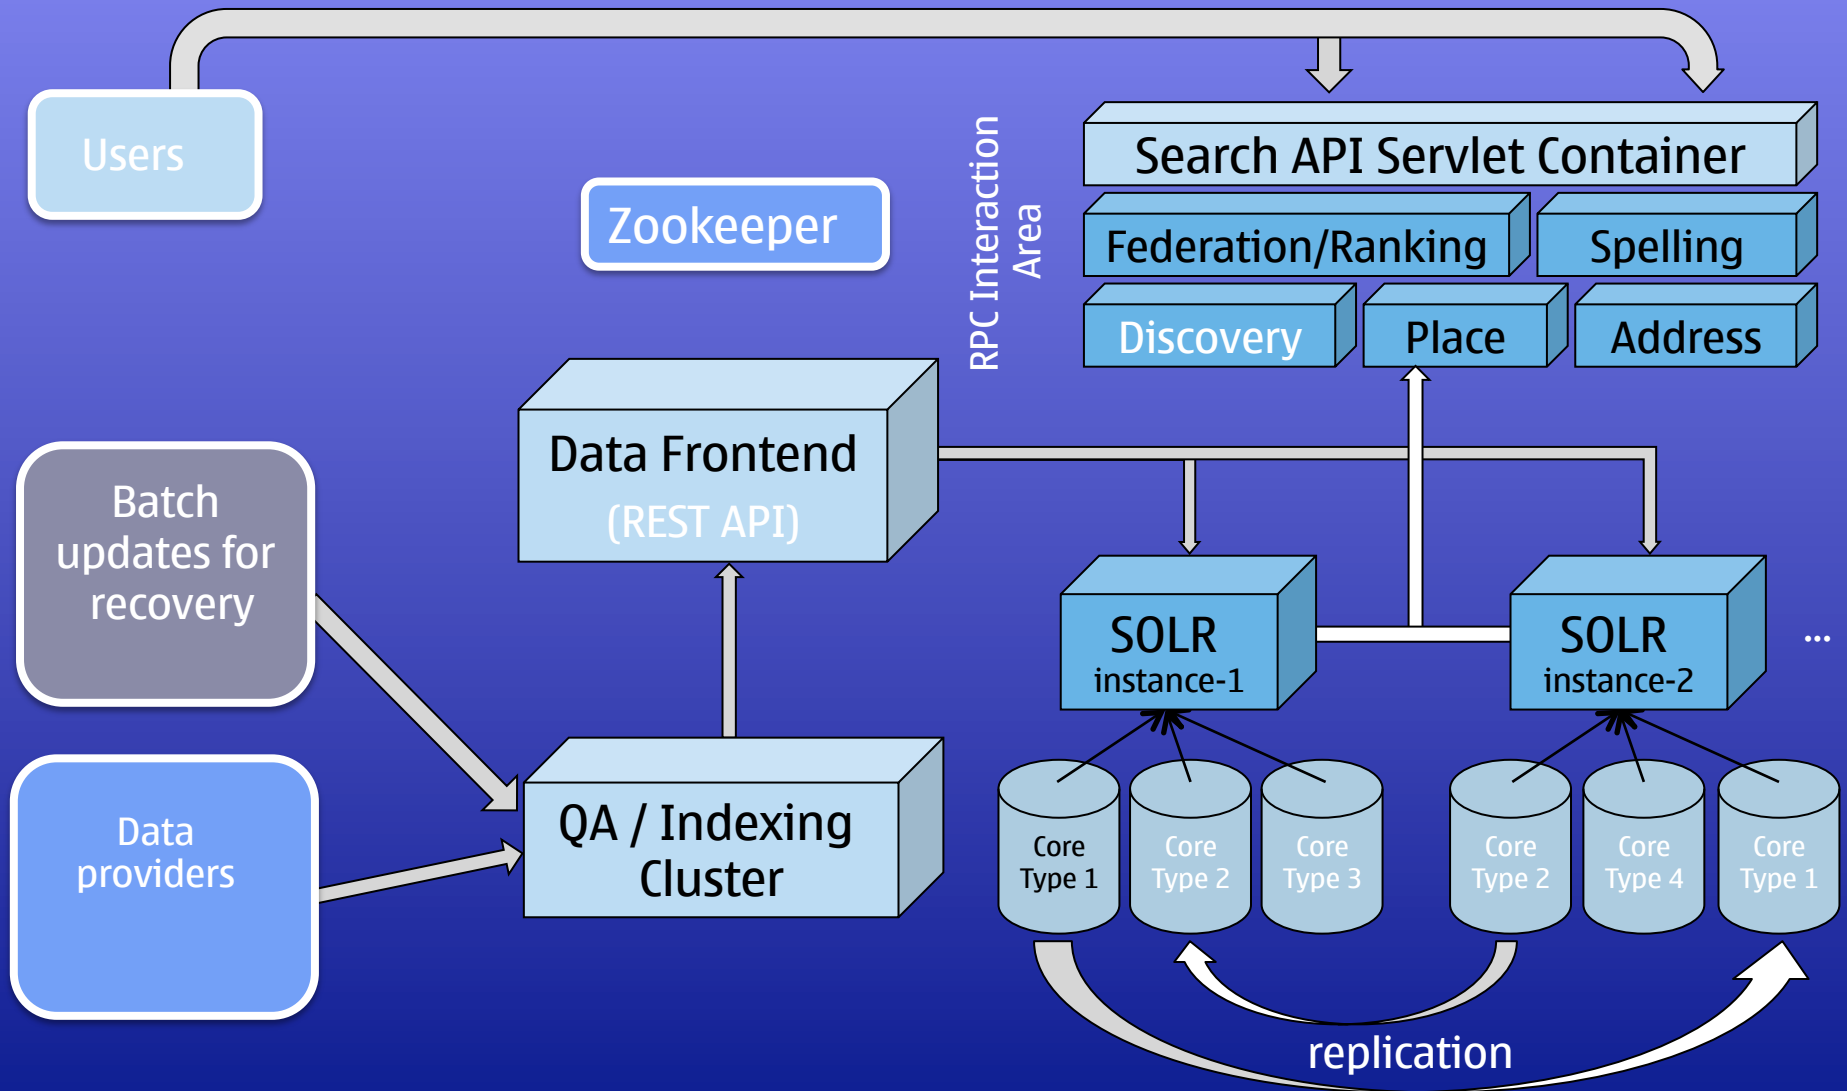 Users
Zookeeper
RPC Interaction
Area
Search API Servlet Container
Federation/Ranking
Spelling
Discovery
Place
Address
Data Frontend
(REST API)
Batch
updates for
recovery
SOLR
instance-1
SOLR
instance-2
...
Data
providers
QA / Indexing
Cluster
Core
Type 1
Core
Type 2
Core
Type 3
Core
Type 2
Core
Type 4
Core
Type 1
replication